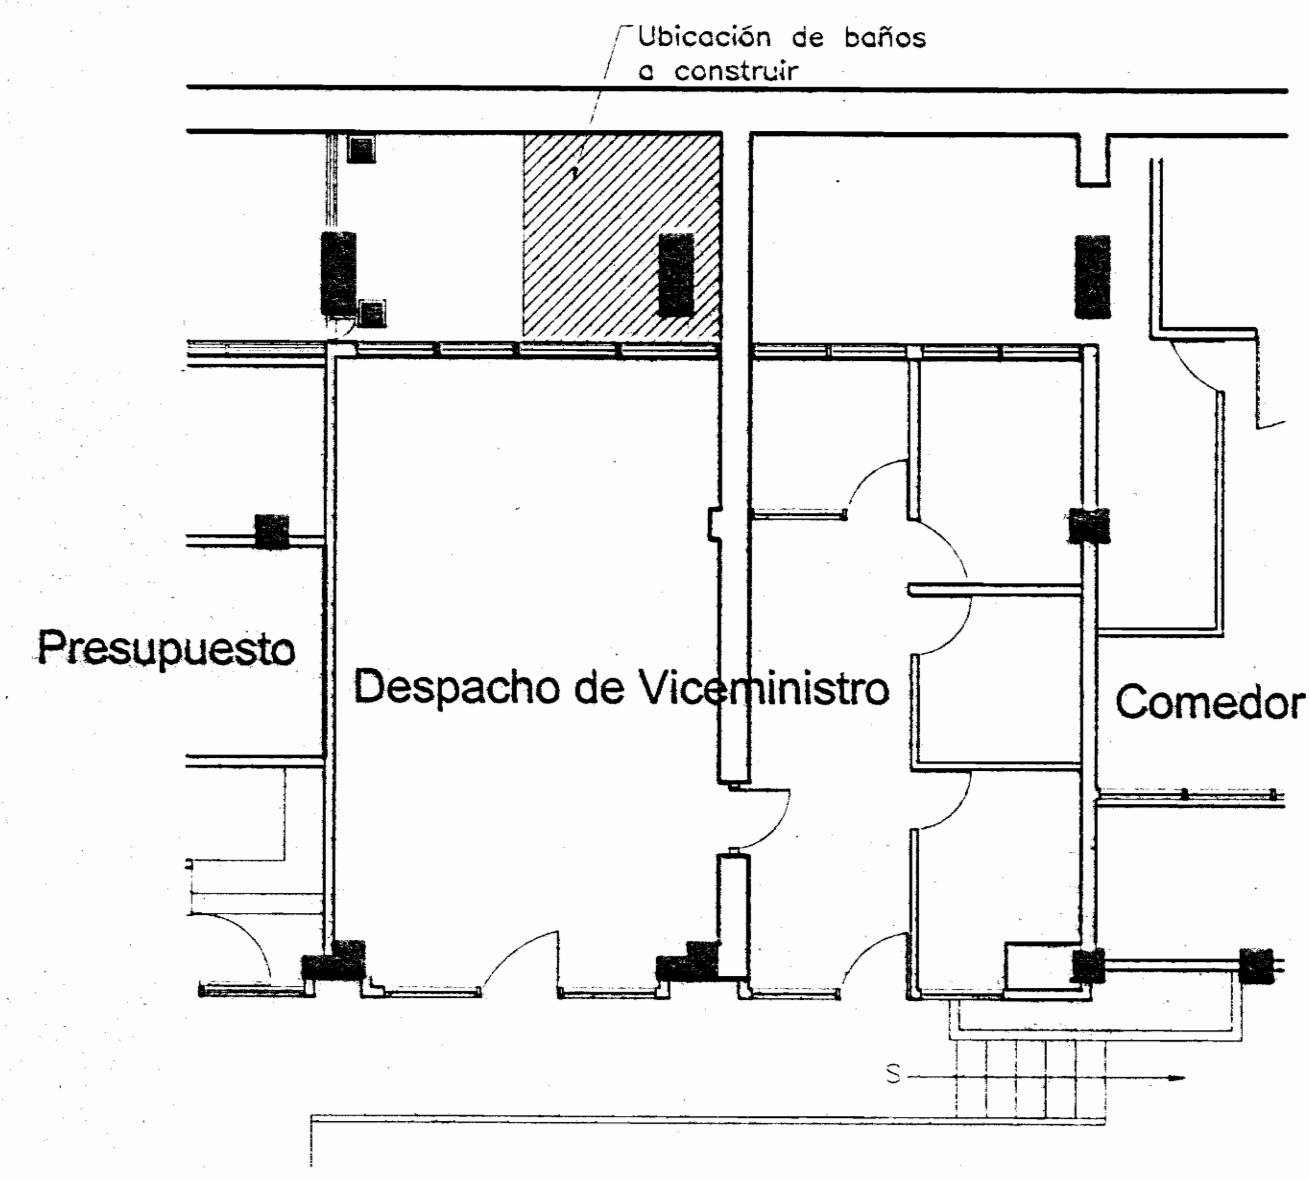 Ubicación de baños
a construir
Presupuesto
Despacho de Viceministro
Comedor
S